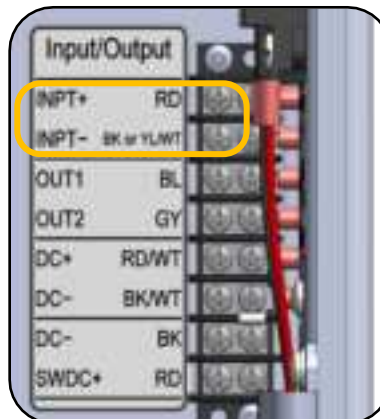 Input/Output
INPT+ RD
INPT- BK or YL/WT
OUT1 BL
OUT2 GY
DC+ RD/WT
DC- BK/WT
DC- BK
SWDC+ RD